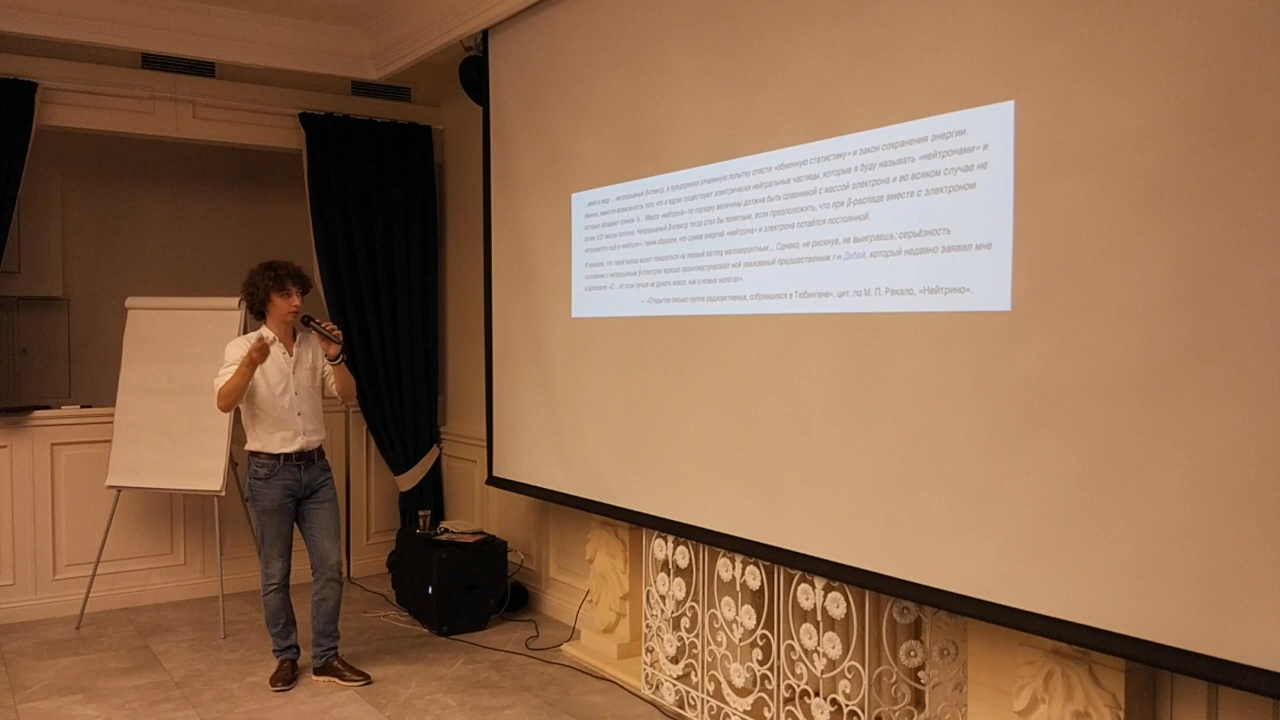 ...имея в виду ... непрерывный β-спектр, я предпринял отчаянную попытку спасти «обменную статистику» и закон сохранения энергии.
Именно, имеется возможность того, что в ядрах существуют электрически нейтральные частицы, которые я буду называть «нейтронами» и
которые обладают спином ½... Масса «нейтрона» по порядку величины должна быть сравнимой с массой электрона и во всяком случае не
более 0,01 массы протона. Непрерывный β-спектр тогда стал бы понятным, если предположить, что при β-распаде вместе с электроном
испускается ещё и «нейтрон», таким образом, что сумма энергий «нейтрона» и электрона остаётся постоянной.
Я признаю, что такой выход может показаться на первый взгляд маловероятным... Однако, не рискнув, не выиграешь; серьёзность
положения с непрерывным β-спектром хорошо проиллюстрировал мой уважаемый предшественник г-н Дебай, который недавно заявил мне
в Брюсселе: «О... об этом лучше не думать вовсе, как о новых налогах».
— «Открытое письмо группе радиоактивных, собравшихся в Тюбингене», цит. по М. П. Рекало, «Нейтрино».